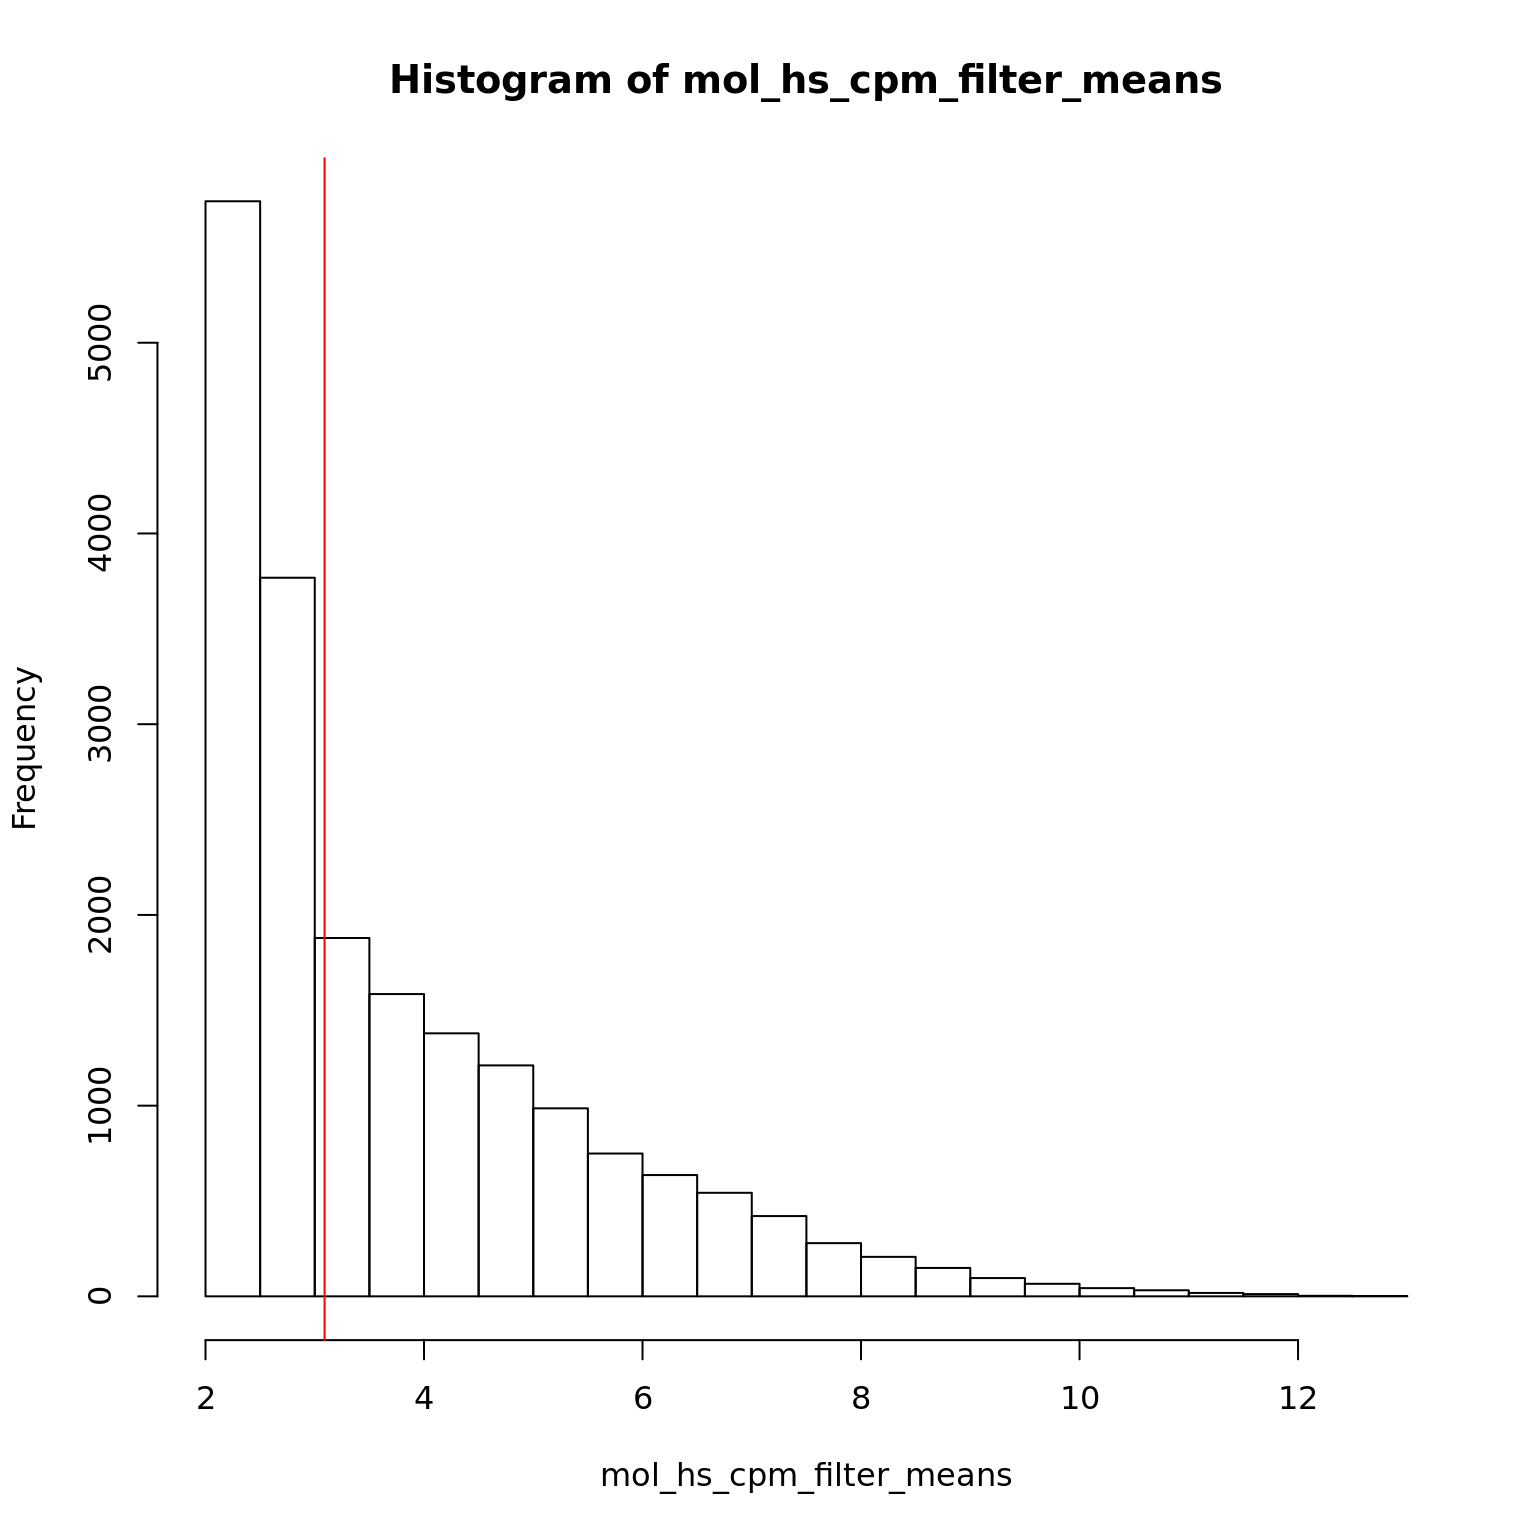 Histogram of mol_hs_cpm_filter_means
Frequency
5000
4000
3000
2000
1000
0
2 4 6 8 10 12
mol_hs_cpm_filter_means